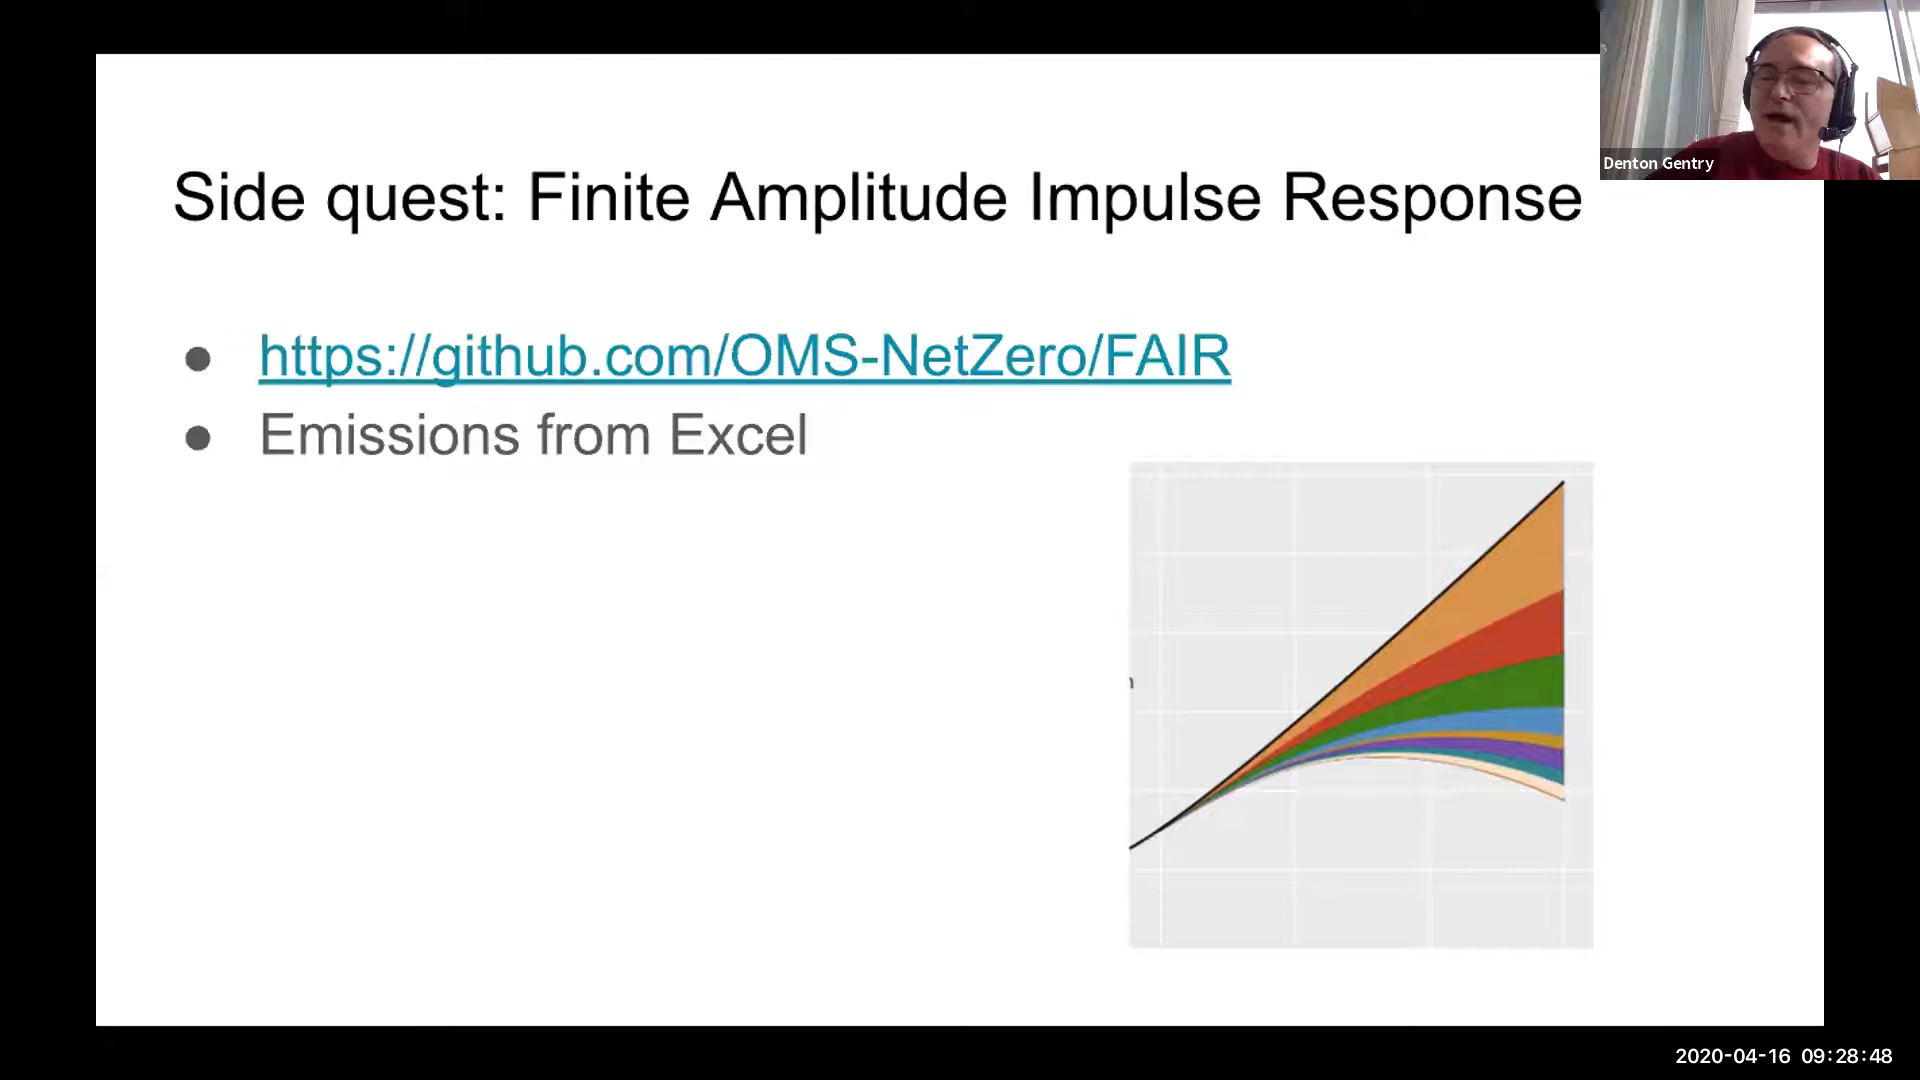 Denton Gentry
Side quest: Finite Amplitude Impulse Response
● https://github.com/OMS-NetZero/FAIR
● Emissions from Excel
2020-04-16 09:28:48